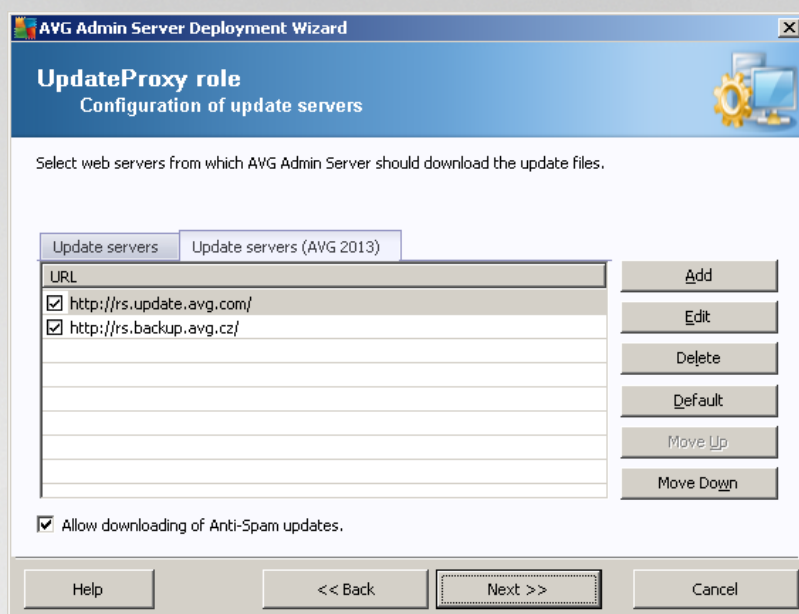 AVG Admin Server Deployment Wizard
UpdateProxy role
Configuration of update servers
Select web servers from which AVG Admin Server should download the update files.
Update servers
Update servers (AVG 2013)
URL
http://rs.update.avg.com/
http://rs.backup.avg.cz/
Add
Edit
Delete
Default
Move Up
Move Down
Allow downloading of Anti-Spam updates.
Help
<< Back
Next >>
Cancel